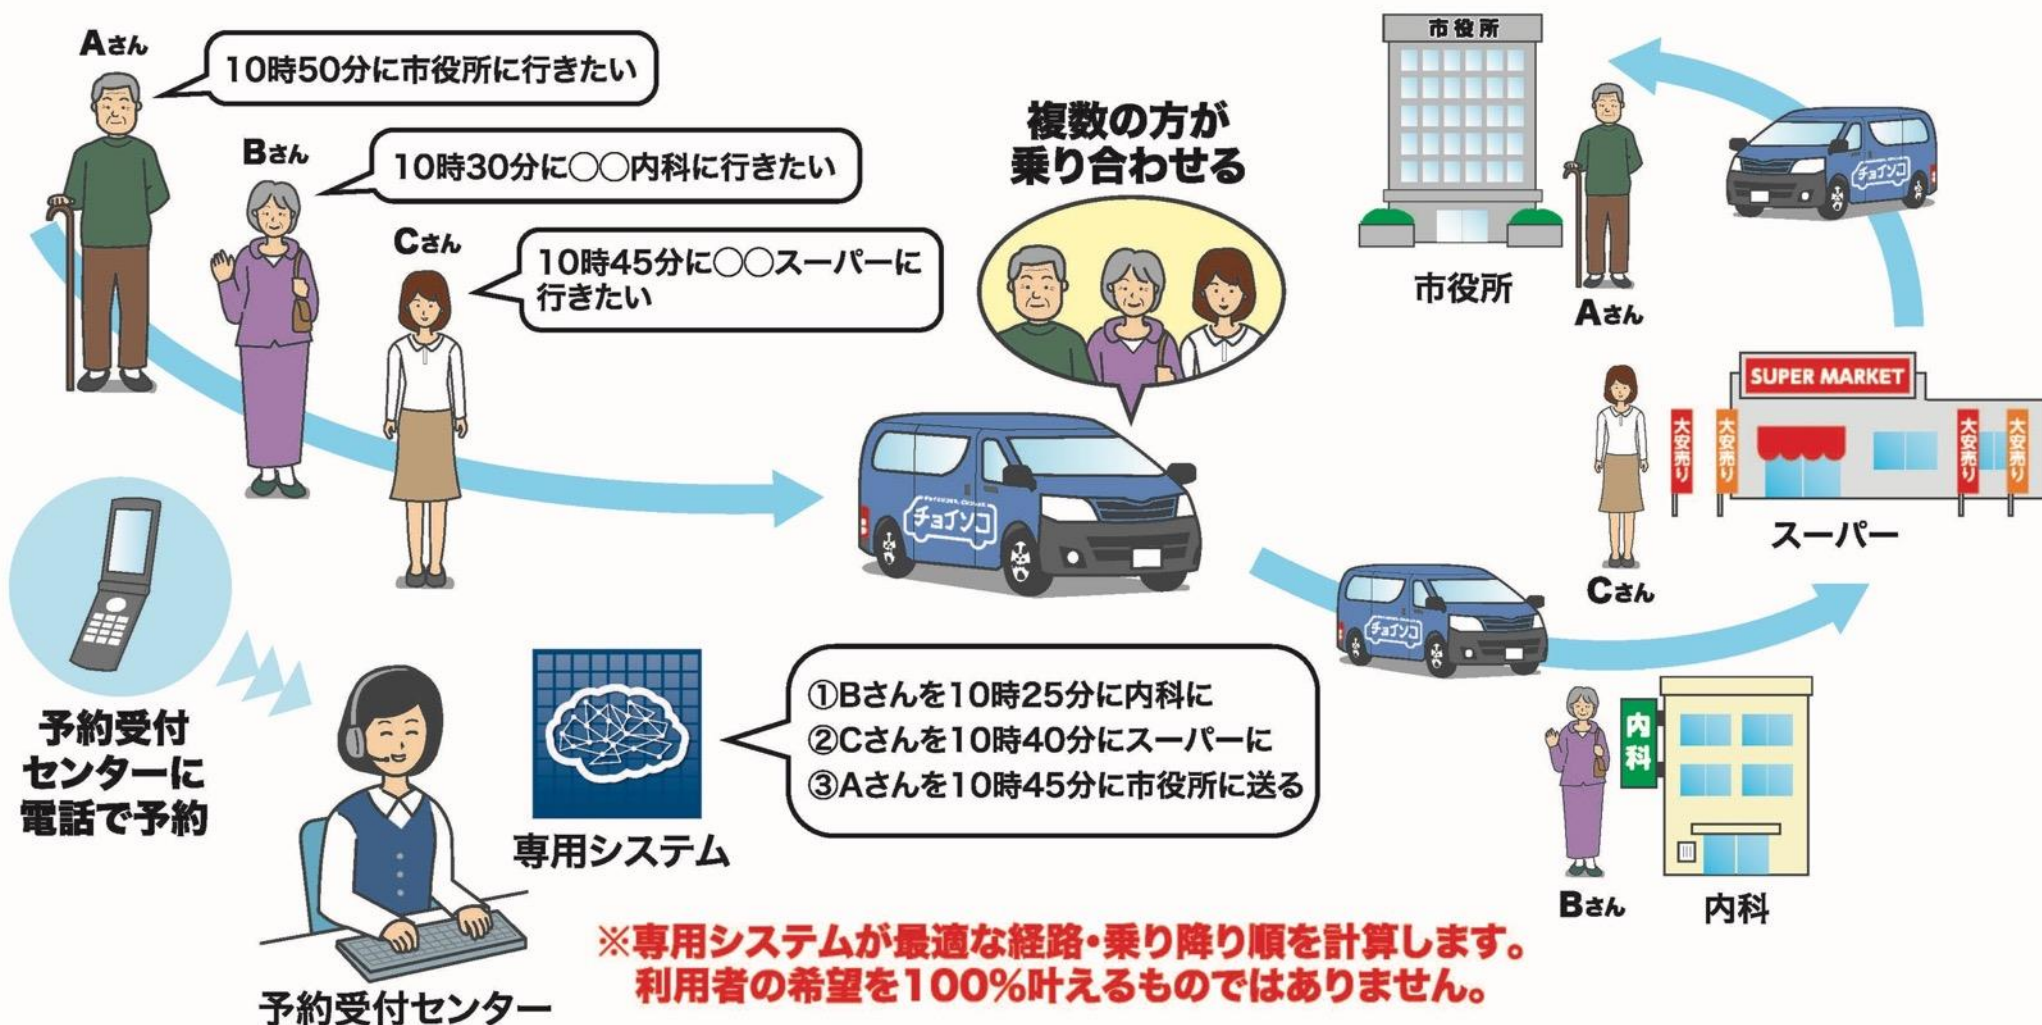 Aさん
10時50分に市役所に行きたい
Bさん
10時30分に○○内科に行きたい
Cさん
10時45分に○○スーパーに
行きたい
複数の方が
乗り合わせる
チョイソコ
予約受付
センターに
電話で予約
予約受付センター
専用システム
①Bさんを10時25分に内科に
②Cさんを10時40分にスーパーに
③Aさんを10時45分に市役所に送る
チョイソコ
内科
Bさん
内科
SUPER MARKET
大安売り
大安売り
大安売り
大安売り
スーパー
Cさん
チョイソコ
市役所
市役所
Aさん
※専用システムが最適な経路・乗り降り順を計算します。
利用者の希望を100%叶えるものではありません。